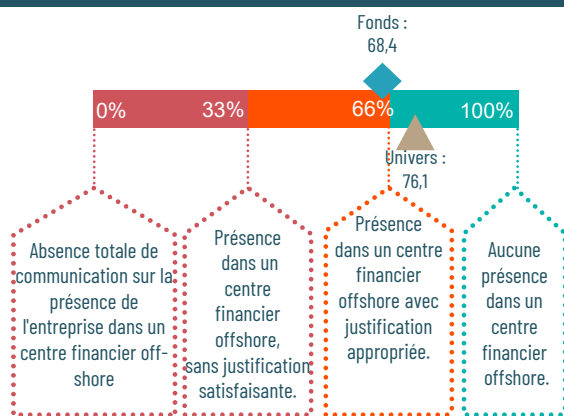 Fonds :
68,4
0%
33%
66%
100%
Univers :
76,1
Absence totale de
communication sur la
présence de
l'entreprise dans un
centre financier off-
shore
Présence
dans un
centre
financier
offshore,
sans justification
satisfaisante.
Présence
dans un centre
financier
offshore avec
justification
appropriée.
Aucune
présence
dans un
centre
financier
offshore.